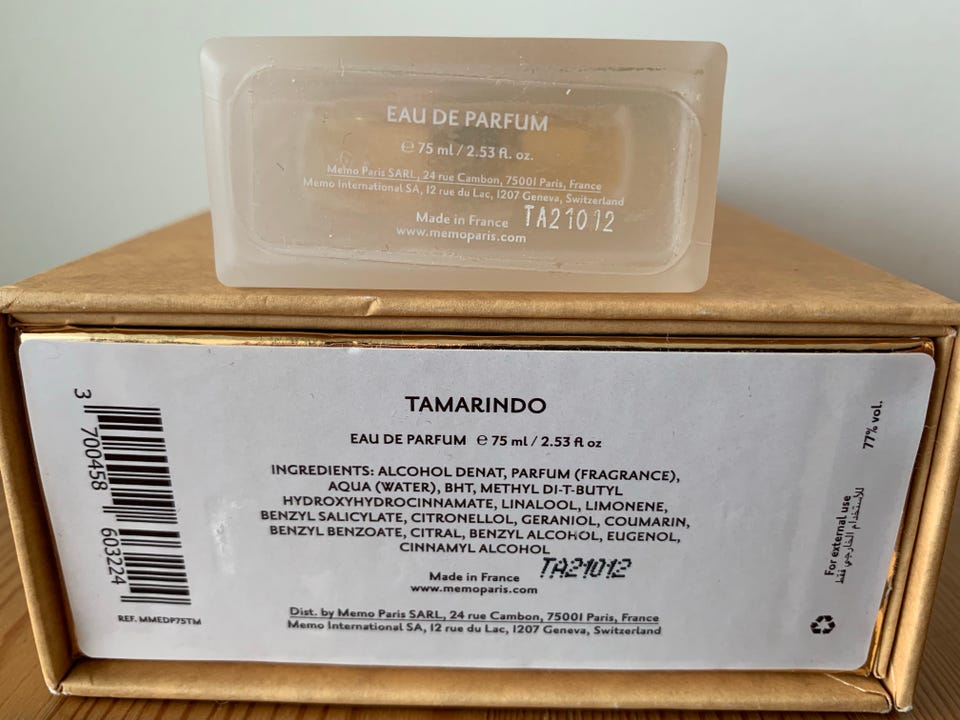 EAU DE PARFUM
℮ 75 ml / 2.53 fl. oz.
Memo Paris SARL, 24 rue Cambon, 75001 Paris, France
Memo International SA, 12 rue du Lac, 1207 Geneva, Switzerland
Made in France TA21012
www.memoparis.com
TAMARINDO
EAU DE PARFUM ℮ 75 ml / 2.53 fl oz
INGREDIENTS: ALCOHOL DENAT, PARFUM (FRAGRANCE),
AQUA (WATER), BHT, METHYL DI-T-BUTYL
HYDROXYHYDROCINNAMATE, LINALOOL, LIMONENE,
BENZYL SALICYLATE, CITRONELLOL, GERANIOL, COUMARIN,
BENZYL BENZOATE, CITRAL, BENZYL ALCOHOL, EUGENOL,
CINNAMYL ALCOHOL
Made in France TA21012
www.memoparis.com
Dist. by Memo Paris SARL, 24 rue Cambon, 75001 Paris, France
Memo International SA, 12 rue du Lac, 1207 Geneva, Switzerland
3 700458 603224
REF. MMEDP75TM
77% vol.
For external use
للأستخدام الخارجي فقط